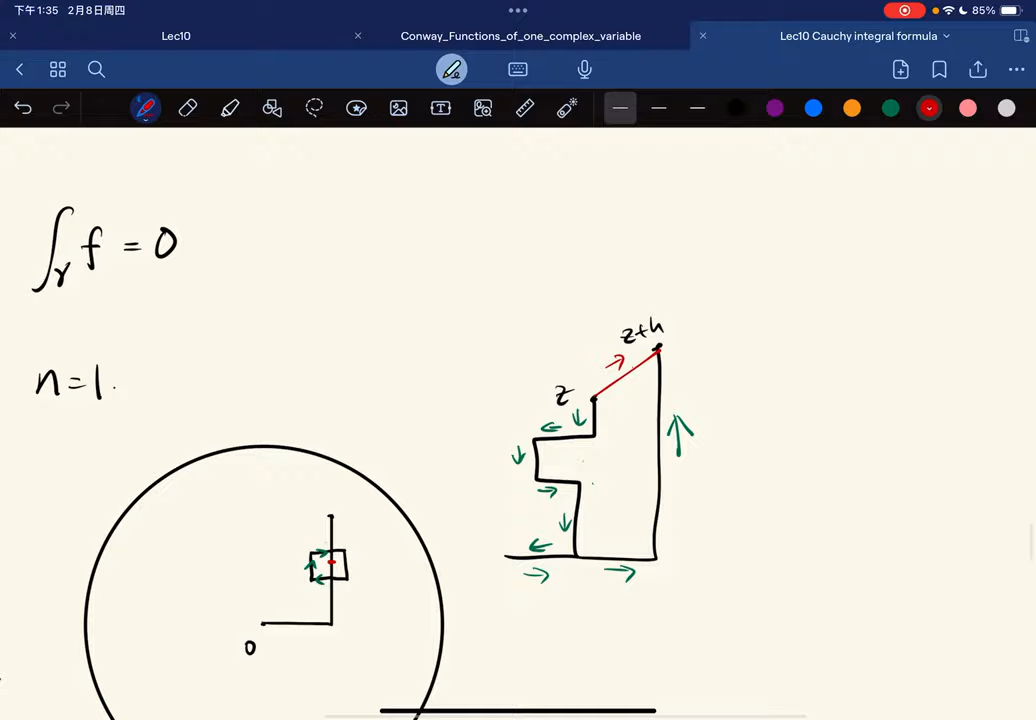 下午1:35 2月8日周四
85%
Lec10
Conway_Functions_of_one_complex_variable
Lec10 Cauchy integral formula
∫_γ f = 0
z+h
n=1.
z
0